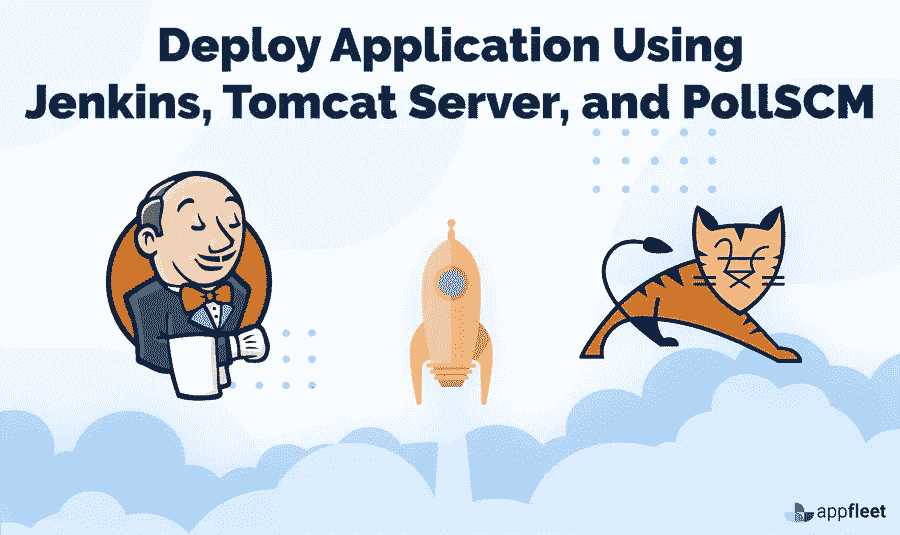 Deploy Application Using
Jenkins, Tomcat Server, and PollSCM
appfleet